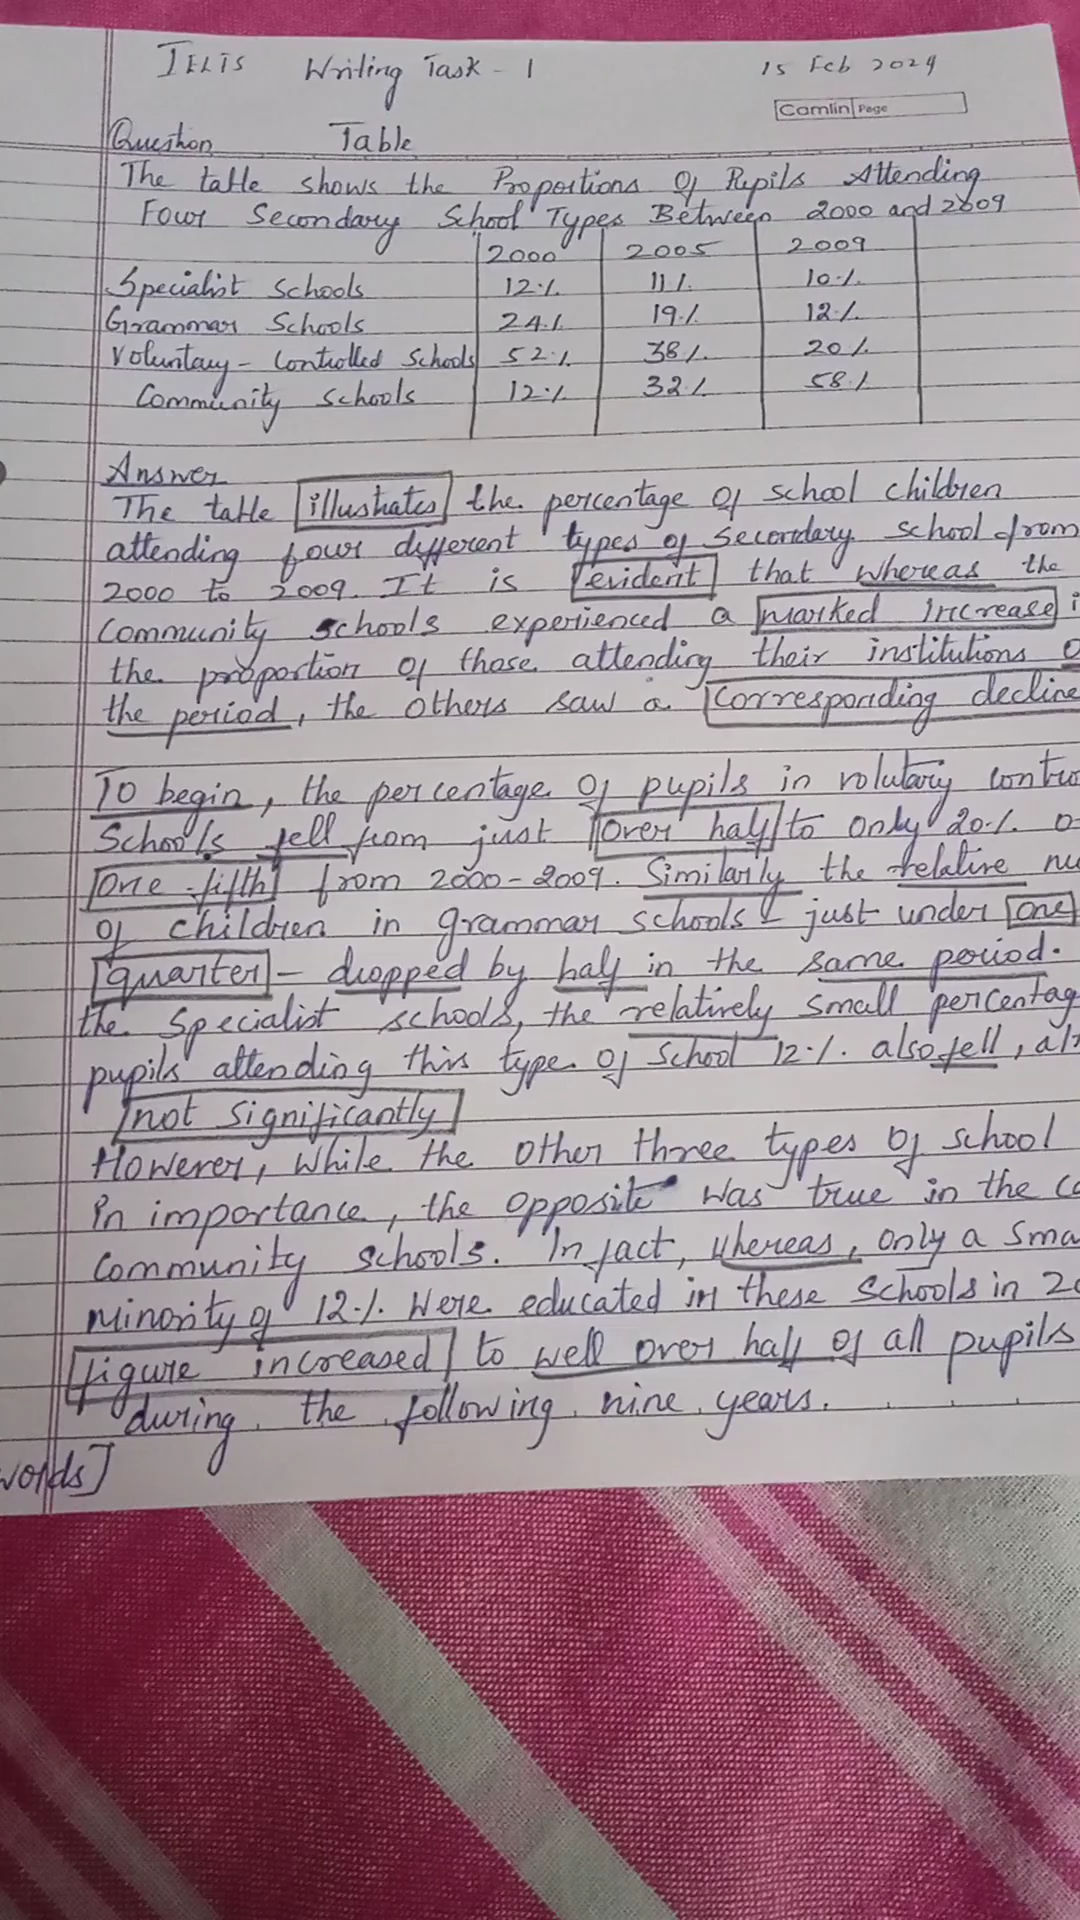 IELTS Writing Task - 1 15 Feb 2024
Camlin Page
Question Table
The table shows the Proportions Of Pupils Attending
Four Secondary School Types Between 2000 and 2009
2000 2005 2009
Specialist Schools 12% 11% 10%
Grammar Schools 24% 19% 12%
Voluntary - Controlled Schools 52% 38% 20%
Community Schools 12% 32% 58%
Answer
The table illustrates the percentage of school children
attending four different types of secondary school from
2000 to 2009. It is evident that whereas the
Community schools experienced a marked increase
the proportion of those attending their institutions
the period, the others saw a corresponding decline
To begin, the percentage of pupils in volutary
Schools fell from just over half to only 20%
One-fifth from 2000-2009. Similarly the relative
of children in grammar schools - just under one
quarter - dropped by half in the same period.
the Specialist schools, the relatively small
pupils attending this type of School 12% also fell,
not significantly
However, while the other three types of school
in importance, the opposite was true in the
Community schools. In fact, whereas, only a
minority of 12% Were educated in these Schools in
figure increased to well over half of all pupils
during the following nine years.
words]